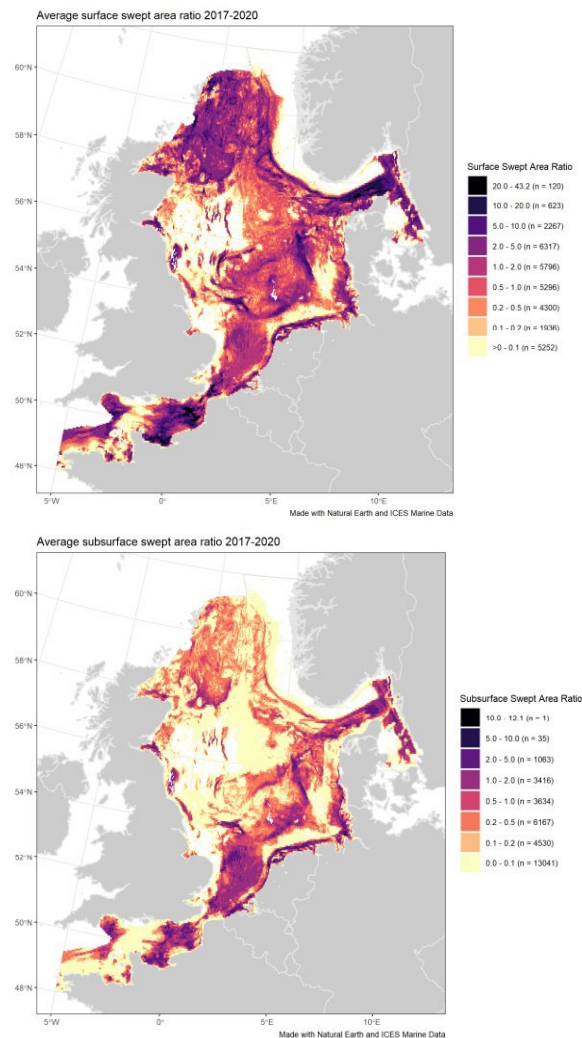 Average surface swept area ratio 2017-2020
60°N
58°N
56°N
54°N
52°N
50°N
48°N
5°W
0°
5°E
10°E
Made with Natural Earth and ICES Marine Data
Surface Swept Area Ratio
20.0 - 43.2 (n = 120)
10.0 - 20.0 (n = 623)
5.0 - 10.0 (n = 2267)
2.0 - 5.0 (n = 6317)
1.0 - 2.0 (n = 5796)
0.5 - 1.0 (n = 5296)
0.2 - 0.5 (n = 4300)
0.1 - 0.2 (n = 1936)
>0 - 0.1 (n = 5252)
Average subsurface swept area ratio 2017-2020
60°N
58°N
56°N
54°N
52°N
50°N
48°N
5°W
0°
5°E
10°E
Made with Natural Earth and ICES Marine Data
Subsurface Swept Area Ratio
10.0 - 12.1 (n = 1)
5.0 - 10.0 (n = 35)
2.0 - 5.0 (n = 1063)
1.0 - 2.0 (n = 3416)
0.5 - 1.0 (n = 3634)
0.2 - 0.5 (n = 6167)
0.1 - 0.2 (n = 4530)
0.0 - 0.1 (n = 13041)